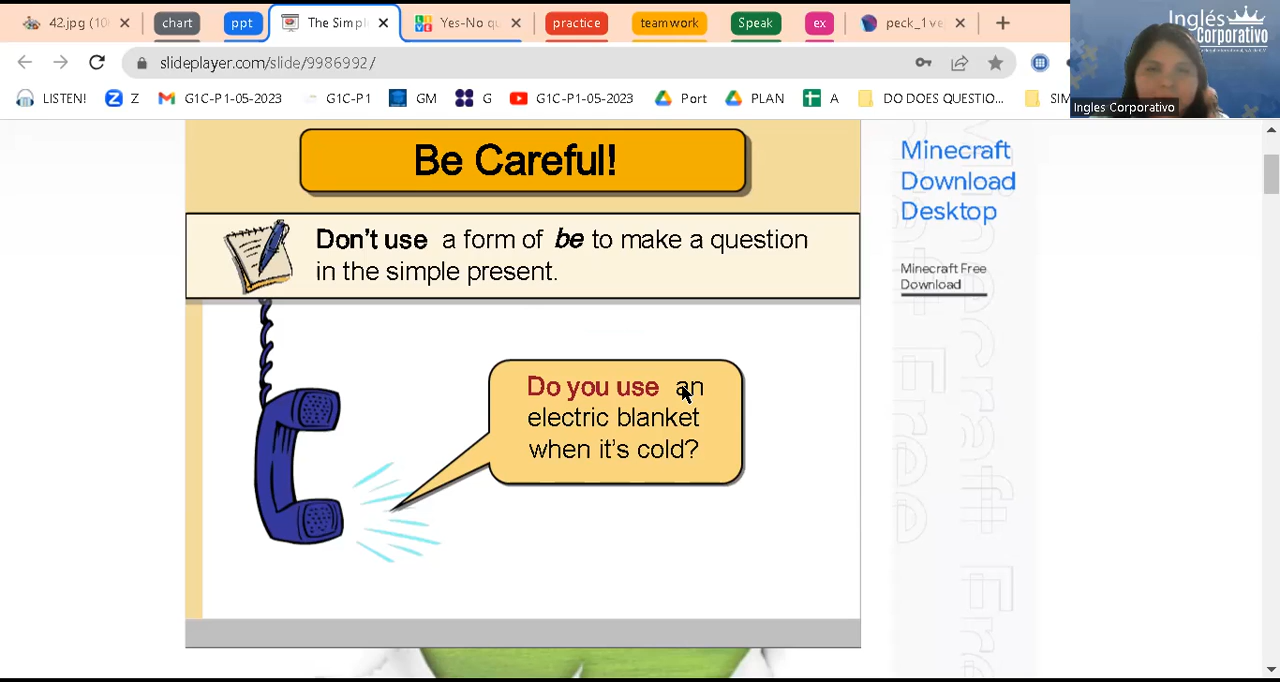 42.jpg (10
chart
ppt
The Simpl
Yes-No qu
practice
teamwork
Speak
ex
peck_1 ve
Inglés
Corporativo
slideplayer.com/slide/9986992/
LISTEN!
Z
G1C-P1-05-2023
G1C-P1
GM
G
G1C-P1-05-2023
Port
PLAN
A
DO DOES QUESTIO...
SIM
Ingles Corporativo
Be Careful!
Don't use a form of be to make a question
in the simple present.
Do you use an
electric blanket
when it's cold?
Minecraft
Download
Desktop
Minecraft Free
Download